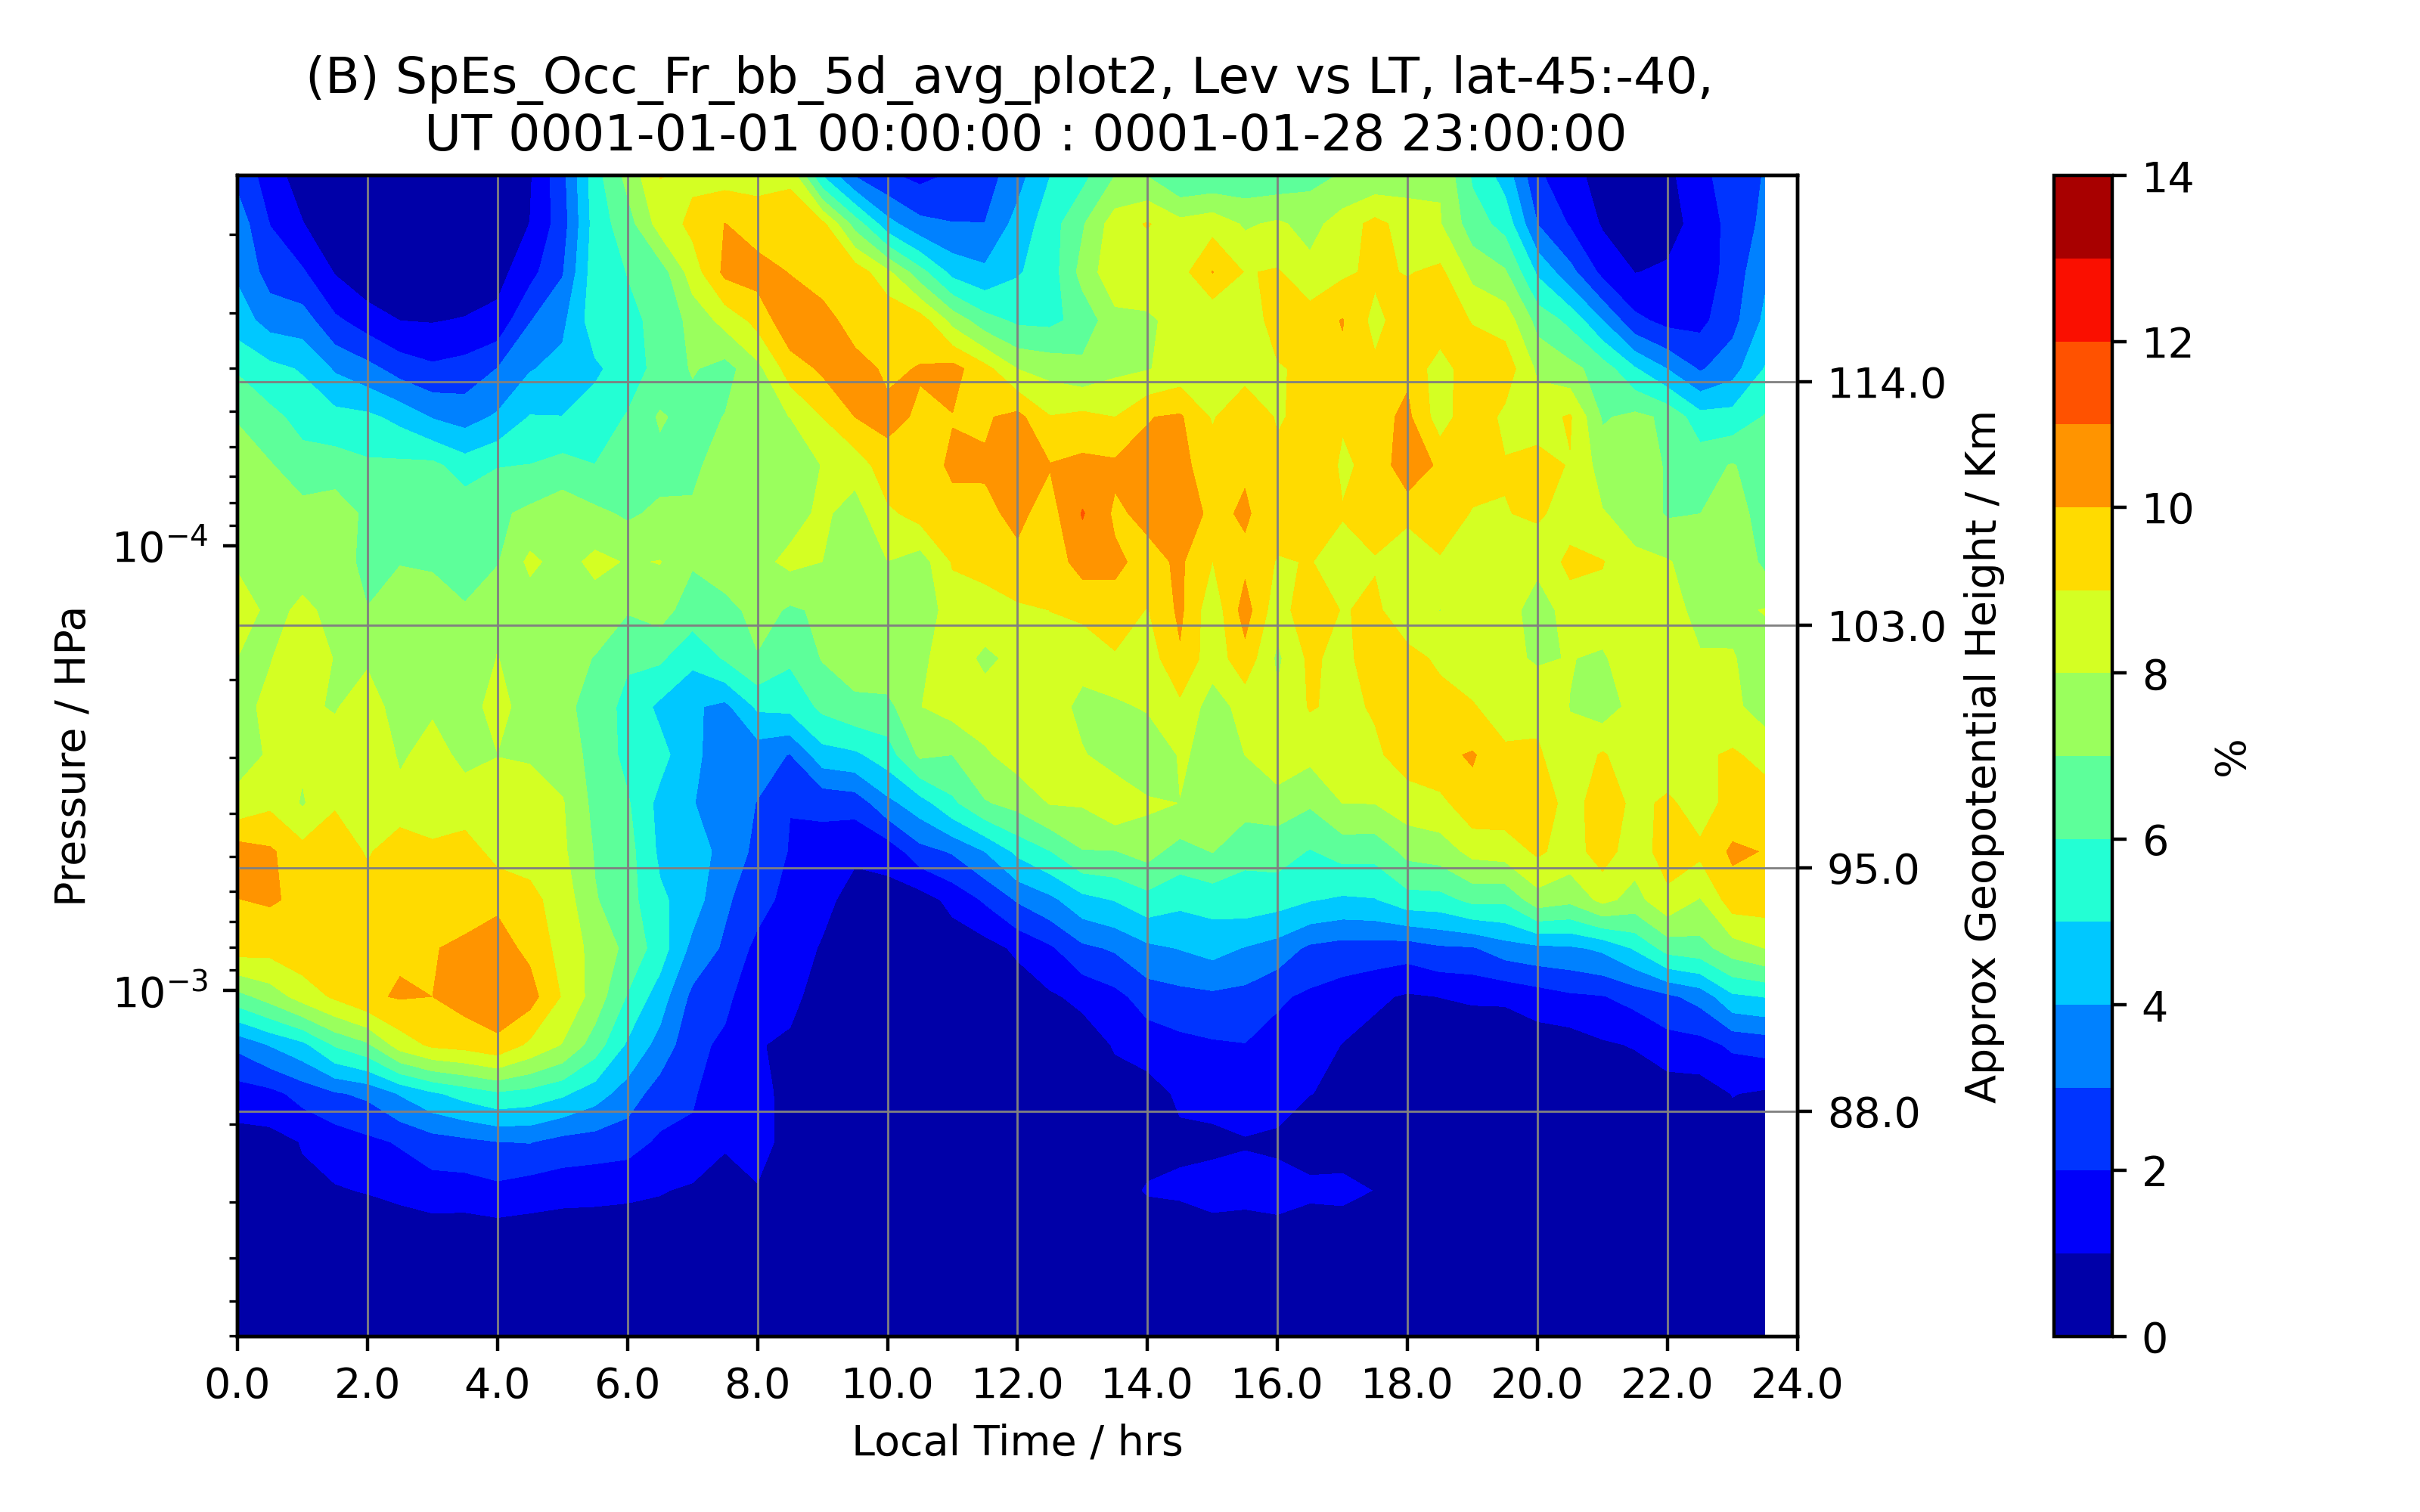 (B) SpEs_Occ_Fr_bb_5d_avg_plot2, Lev vs LT, lat-45:-40,
UT 0001-01-01 00:00:00 : 0001-01-28 23:00:00
Pressure / HPa
10⁻⁴
10⁻³
0.0 2.0 4.0 6.0 8.0 10.0 12.0 14.0 16.0 18.0 20.0 22.0 24.0
Local Time / hrs
114.0
103.0
95.0
88.0
Approx Geopotential Height / Km
14
12
10
8
6
4
2
0
%